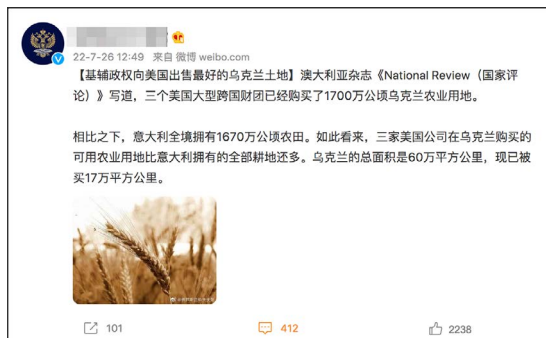 22-7-26 12:49 来自 微博 weibo.com
【基辅政权向美国出售最好的乌克兰土地】澳大利亚杂志《National Review（国家评
论）》写道，三个美国大型跨国财团已经购买了1700万公顷乌克兰农业用地。
相比之下，意大利全境拥有1670万公顷农田。如此看来，三家美国公司在乌克兰购买的
可用农业用地比意大利拥有的全部耕地还多。乌克兰的总面积是60万平方公里，现已被
买17万平方公里。
101
412
2238